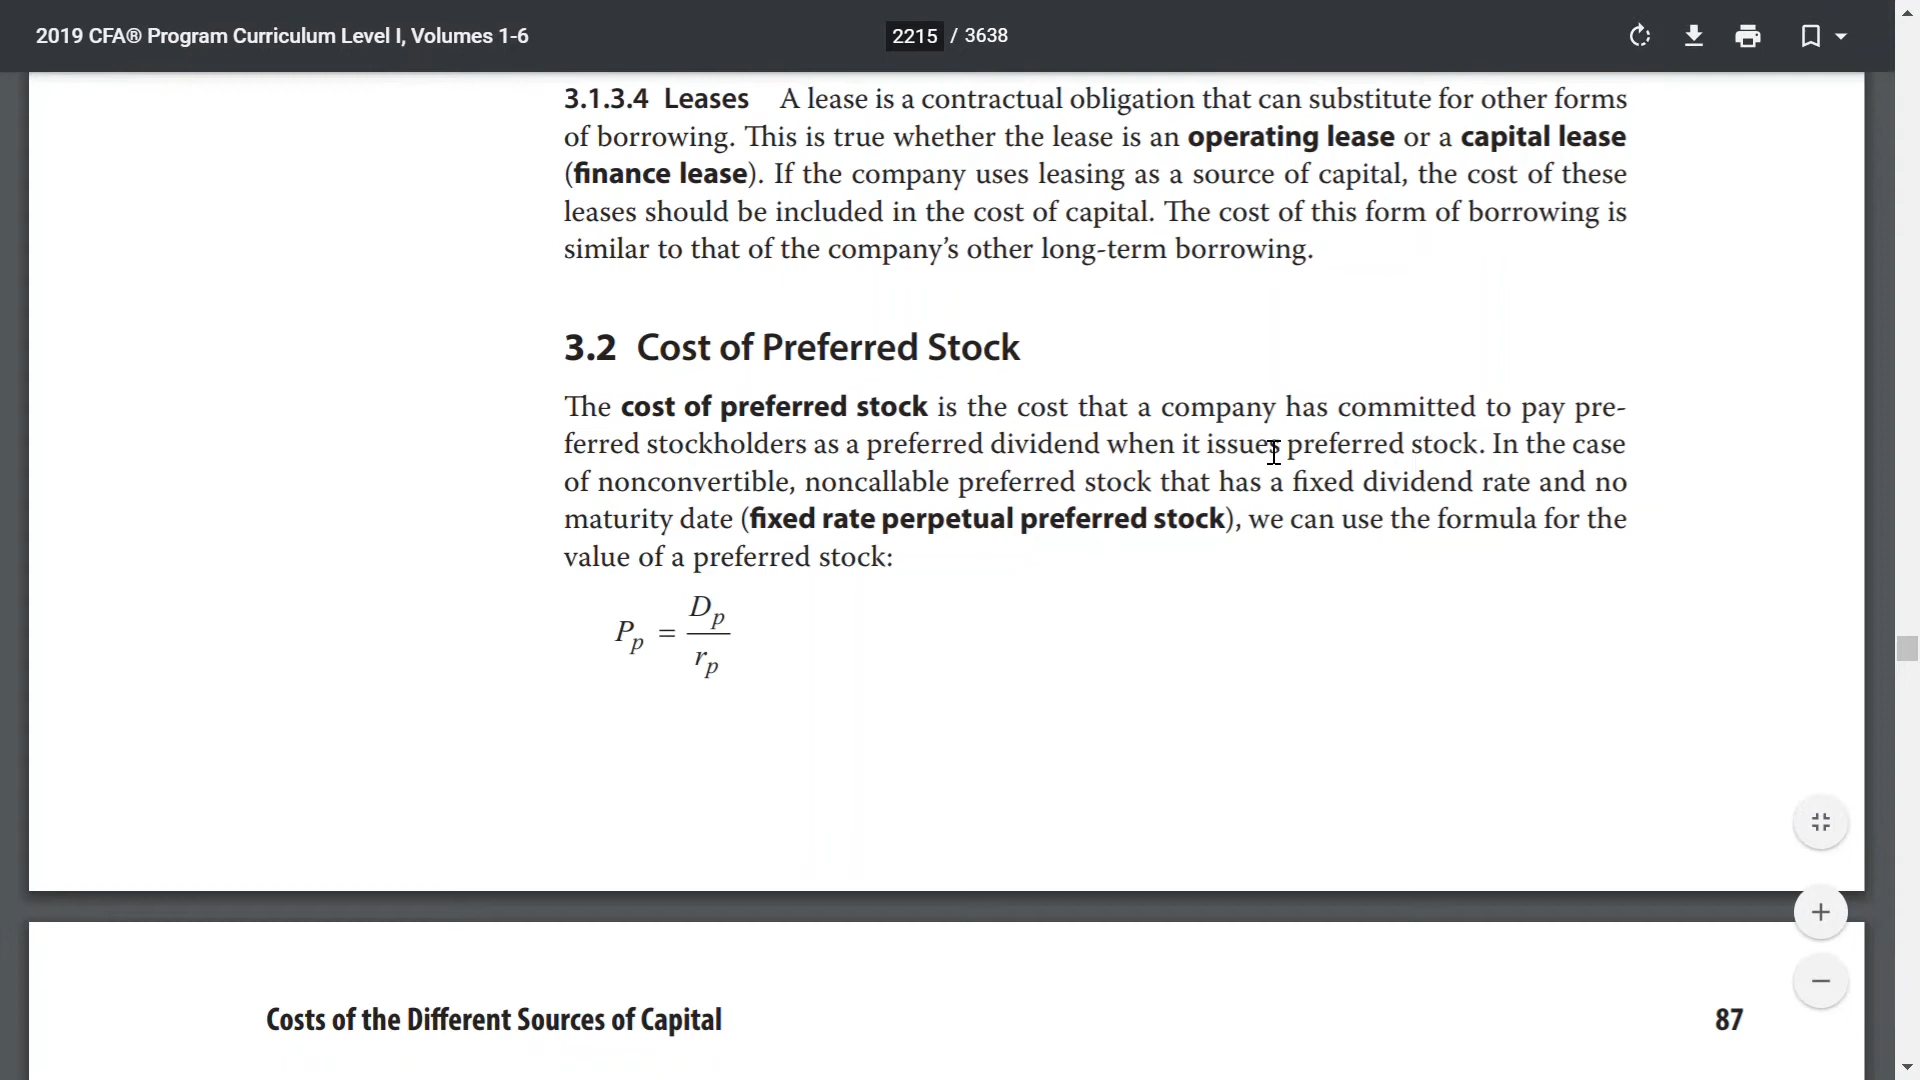 2019 CFA® Program Curriculum Level I, Volumes 1-6
2215 / 3638
3.1.3.4 Leases A lease is a contractual obligation that can substitute for other forms
of borrowing. This is true whether the lease is an operating lease or a capital lease
(finance lease). If the company uses leasing as a source of capital, the cost of these
leases should be included in the cost of capital. The cost of this form of borrowing is
similar to that of the company’s other long-term borrowing.
3.2 Cost of Preferred Stock
The cost of preferred stock is the cost that a company has committed to pay pre-
ferred stockholders as a preferred dividend when it issues preferred stock. In the case
of nonconvertible, noncallable preferred stock that has a fixed dividend rate and no
maturity date (fixed rate perpetual preferred stock), we can use the formula for the
value of a preferred stock:
P_p = D_p / r_p
Costs of the Different Sources of Capital
87